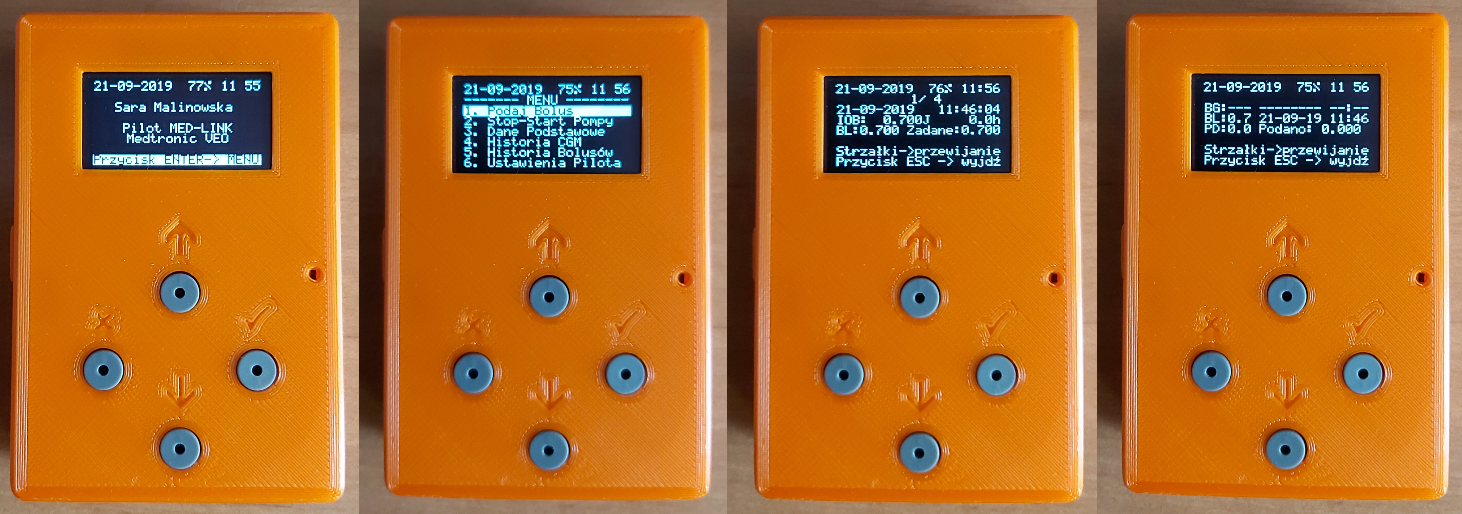 21-09-2019 77% 11 55
Sara Malinowska
Pilot MED-LINK
Medtronic VEO
Przycisk ENTER-> MENU
21-09-2019 75% 11 56
------- MENU --------
1. Podaj Bolus
2. Stop-Start Pompy
3. Dane Podstawowe
4. Historia CGM
5. Historia Bolusów
6. Ustawienia Pilota
21-09-2019 76% 11:56
1/ 4
21-09-2019 11:46:04
IOB: 0.700J 0.0h
BL:0.700 Zadane:0.700
Strzałki->przewijanie
Przycisk ESC -> wyjdź
21-09-2019 75% 11 56
BG:--- -------- --:--
BL:0.7 21-09-19 11:46
PD:0.0 Podano: 0.000
Strzałki->przewijanie
Przycisk ESC -> wyjdź